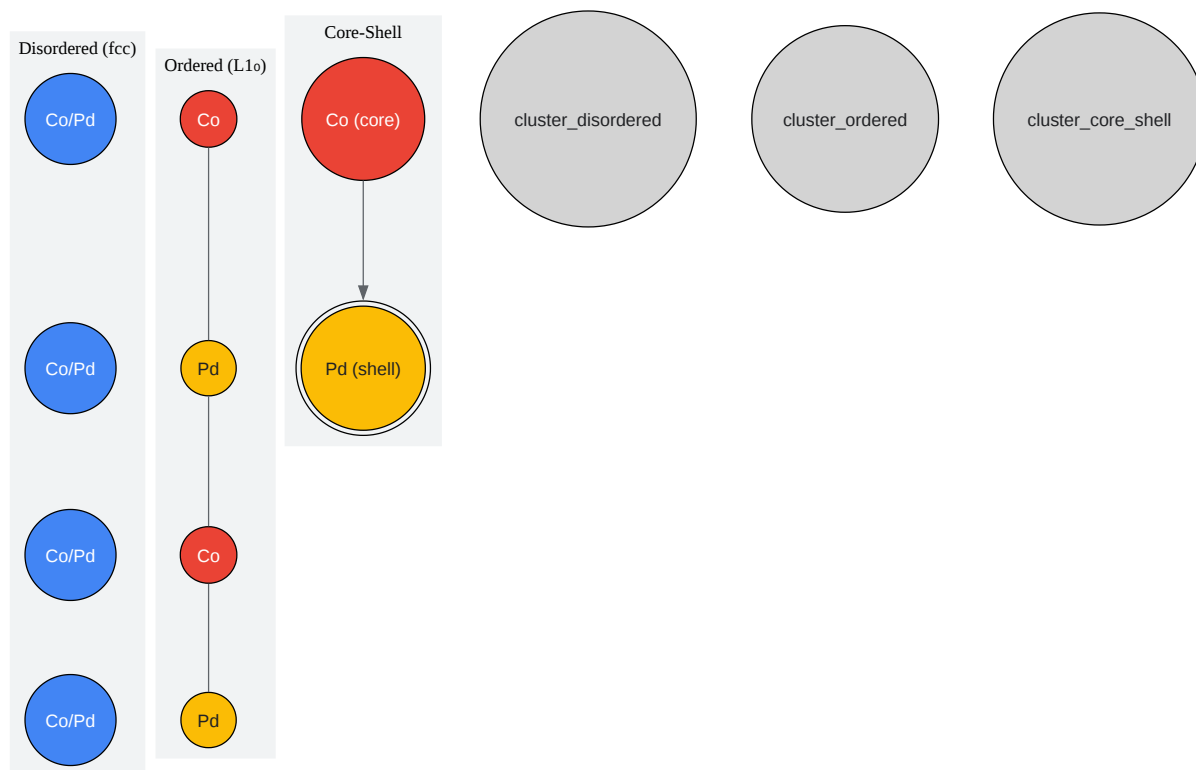 Disordered (fcc)
Co/Pd
Co/Pd
Co/Pd
Co/Pd
Ordered (L1₀)
Co
Pd
Co
Pd
Core-Shell
Co (core)
Pd (shell)
cluster_disordered
cluster_ordered
cluster_core_shell